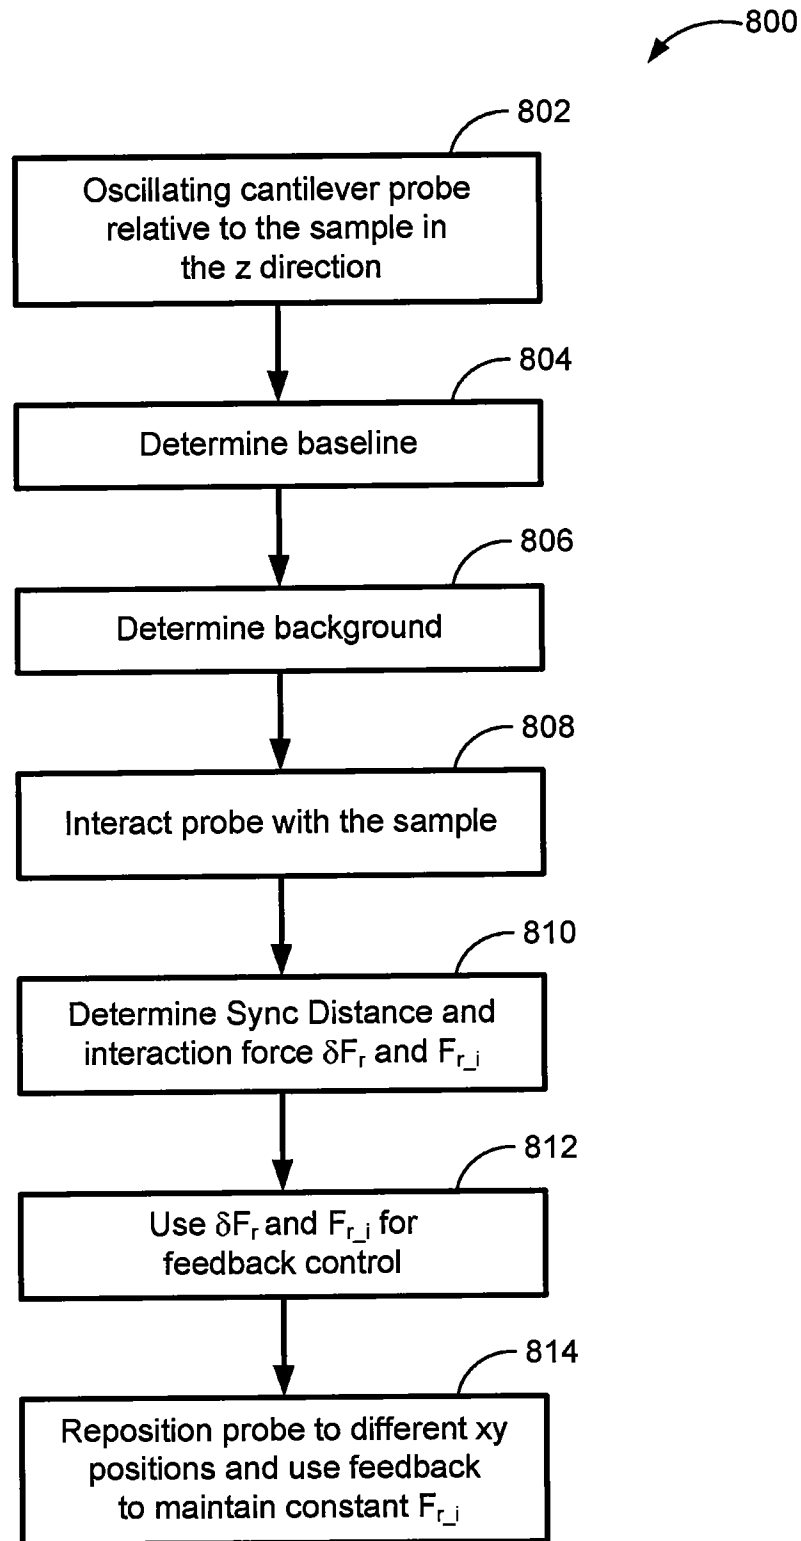 800
802
Oscillating cantilever probe
relative to the sample in
the z direction
804
Determine baseline
806
Determine background
808
Interact probe with the sample
810
Determine Sync Distance and
interaction force δFr and Fr_i
812
Use δFr and Fr_i for
feedback control
814
Reposition probe to different xy
positions and use feedback
to maintain constant Fr_i